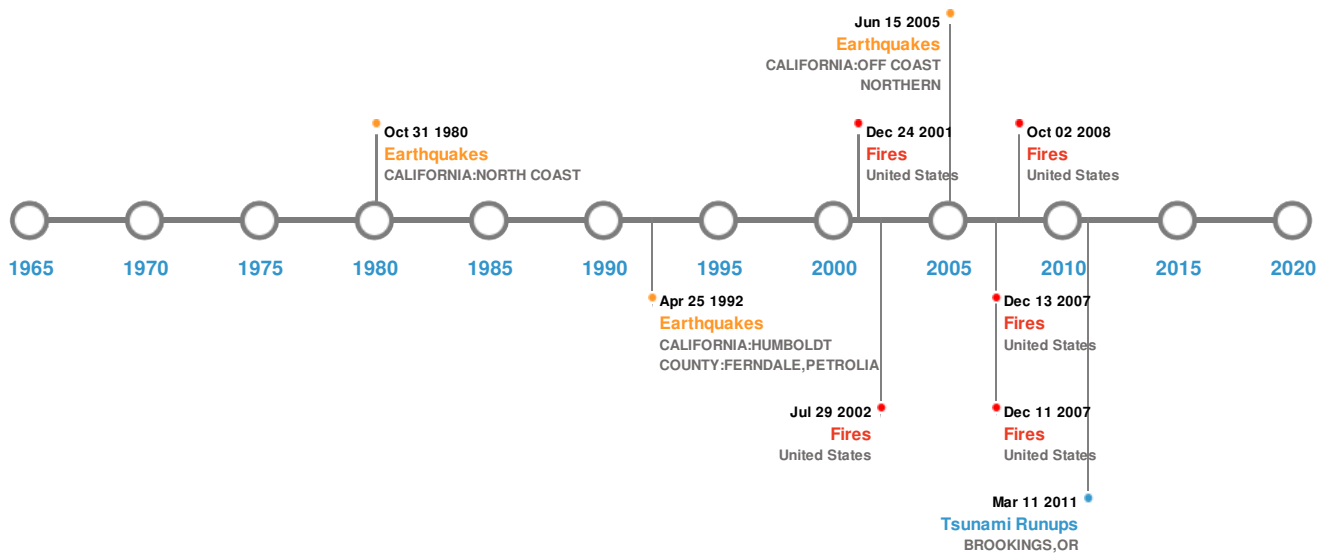 Jun 15 2005
Earthquakes
CALIFORNIA:OFF COAST
NORTHERN
Oct 31 1980
Earthquakes
CALIFORNIA:NORTH COAST
Dec 24 2001
Fires
United States
Oct 02 2008
Fires
United States
1965 1970 1975 1980 1985 1990 1995 2000 2005 2010 2015 2020
Apr 25 1992
Earthquakes
CALIFORNIA:HUMBOLDT
COUNTY:FERNDALE,PETROLIA
Dec 13 2007
Fires
United States
Jul 29 2002
Fires
United States
Dec 11 2007
Fires
United States
Mar 11 2011
Tsunami Runups
BROOKINGS,OR